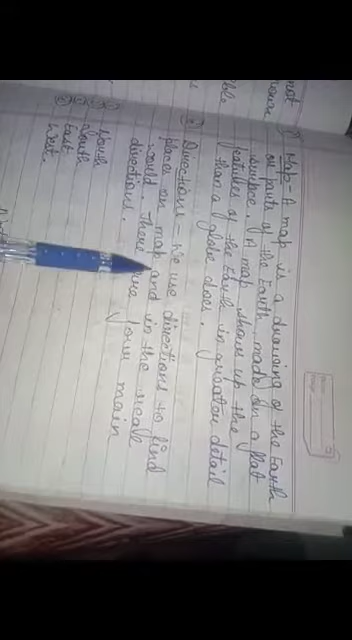 Map - A map is a drawing of the Earth
or parts of the Earth made on a flat
surface. A map shows up the
features of the Earth in greater detail
than a globe does.
Directions - We use directions to find
places on map and in the real
world. There are four main
directions.
North
South
East
West.
not